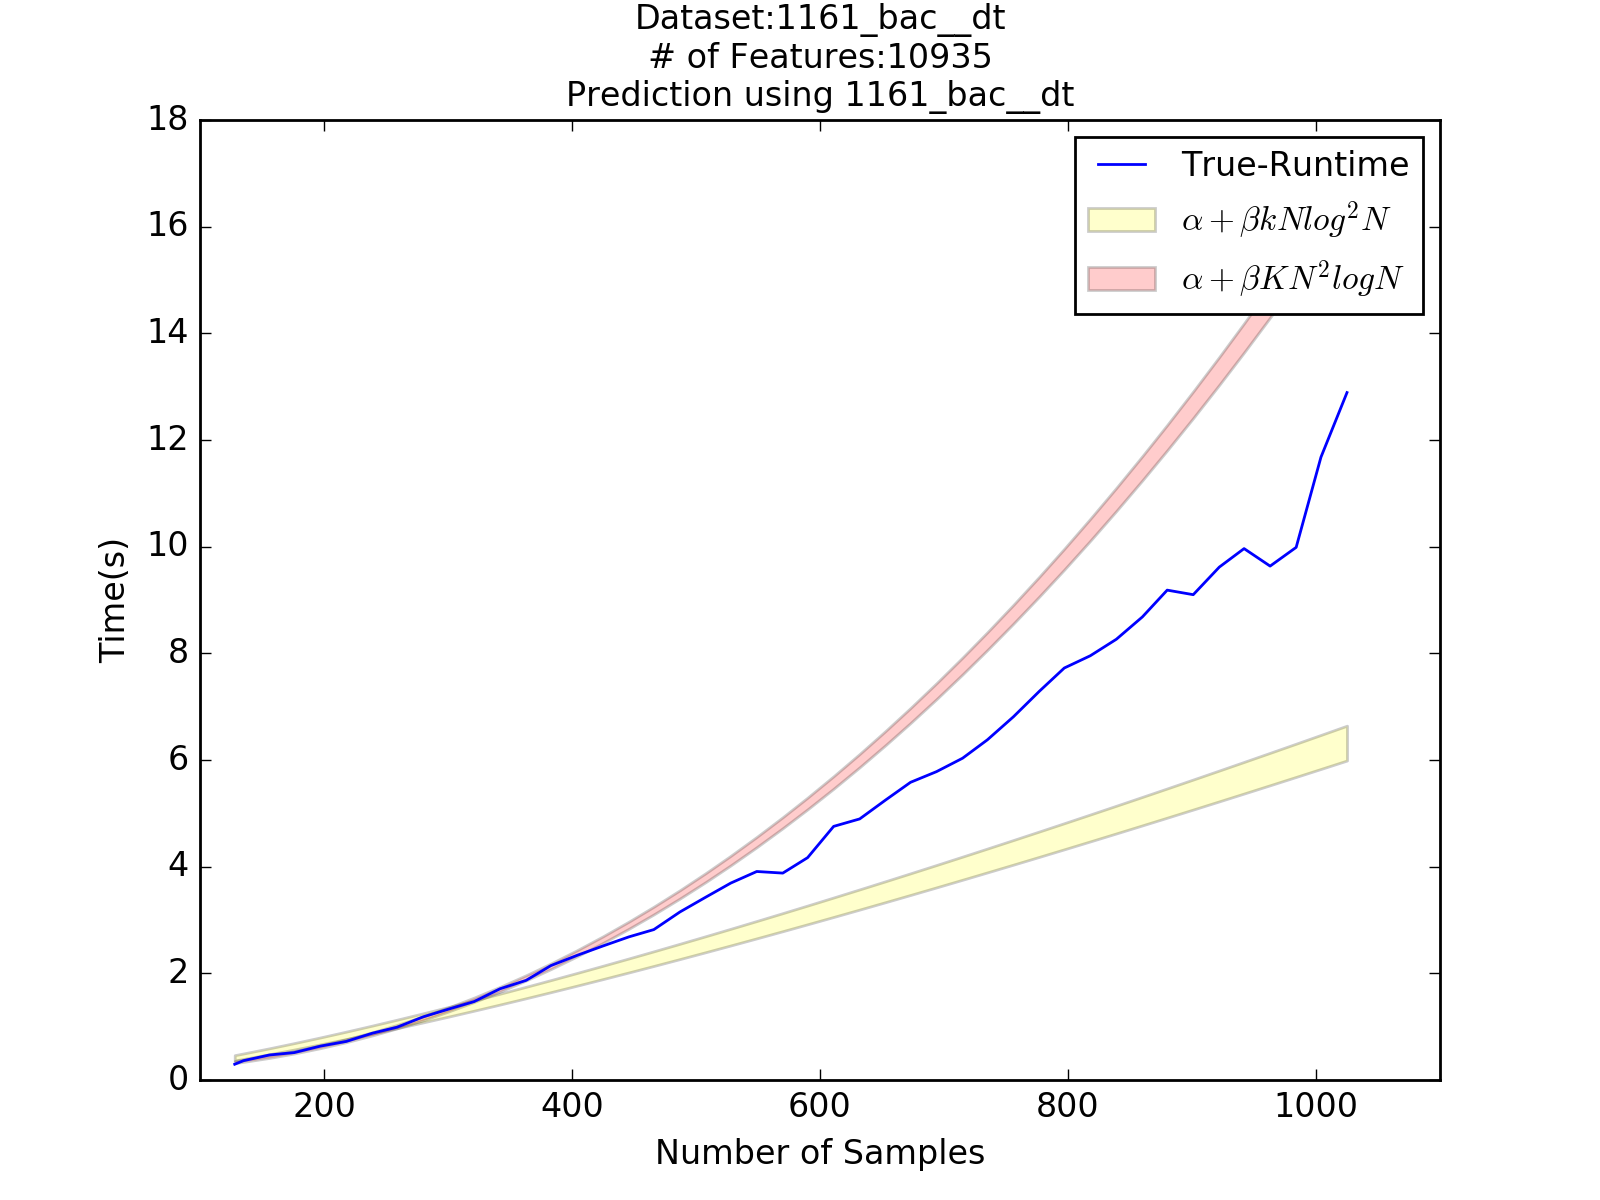 Dataset:1161_bac__dt
# of Features:10935
Prediction using 1161_bac__dt
18
16
14
12
10
8
6
4
2
0
Time(s)
True-Runtime
α + βkNlog²N
α + βKN²logN
200 400 600 800 1000
Number of Samples